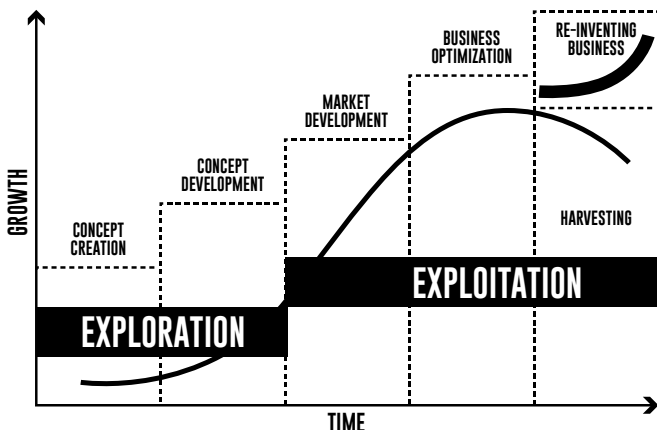 RE-INVENTING
BUSINESS
BUSINESS
OPTIMIZATION
MARKET
DEVELOPMENT
CONCEPT
DEVELOPMENT
CONCEPT
CREATION
GROWTH
HARVESTING
EXPLOITATION
EXPLORATION
TIME